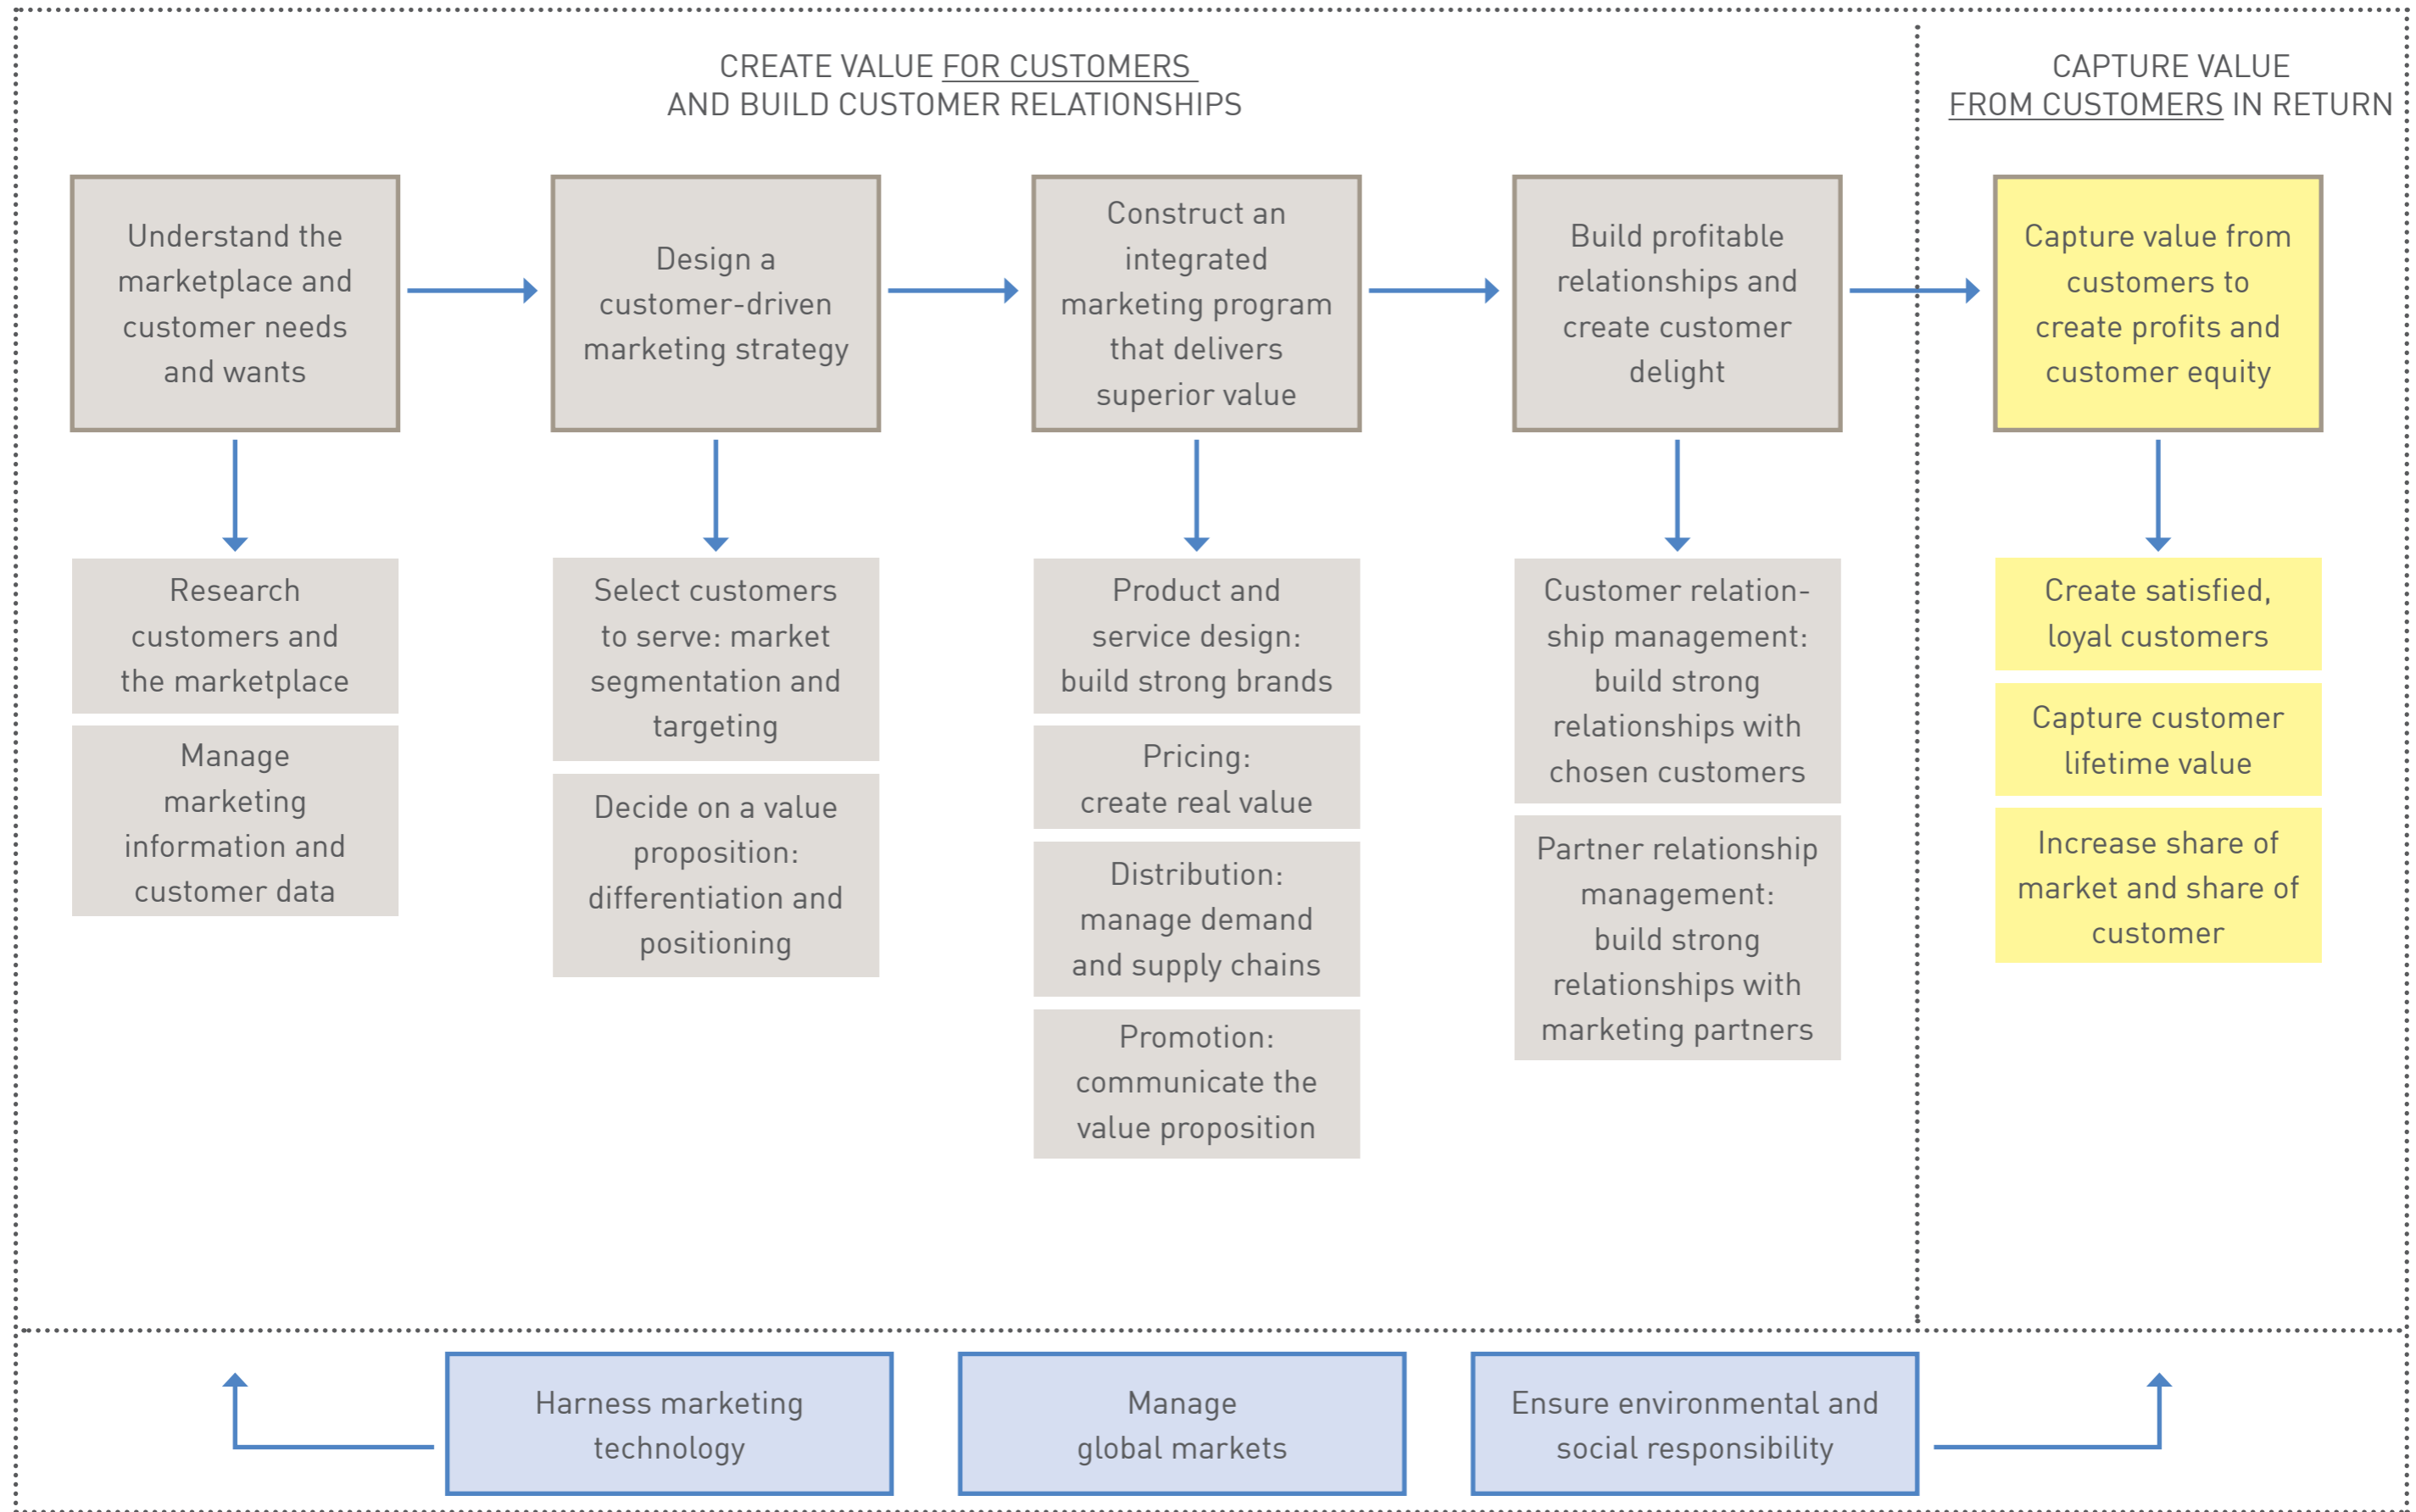 CREATE VALUE FOR CUSTOMERS
AND BUILD CUSTOMER RELATIONSHIPS
CAPTURE VALUE
FROM CUSTOMERS IN RETURN
Understand the
marketplace and
customer needs
and wants
Design a
customer-driven
marketing strategy
Construct an
integrated
marketing program
that delivers
superior value
Build profitable
relationships and
create customer
delight
Capture value from
customers to
create profits and
customer equity
Research
customers and
the marketplace
Manage
marketing
information and
customer data
Select customers
to serve: market
segmentation and
targeting
Decide on a value
proposition:
differentiation and
positioning
Product and
service design:
build strong brands
Pricing:
create real value
Distribution:
manage demand
and supply chains
Promotion:
communicate the
value proposition
Customer relation-
ship management:
build strong
relationships with
chosen customers
Partner relationship
management:
build strong
relationships with
marketing partners
Create satisfied,
loyal customers
Capture customer
lifetime value
Increase share of
market and share of
customer
Harness marketing
technology
Manage
global markets
Ensure environmental and
social responsibility